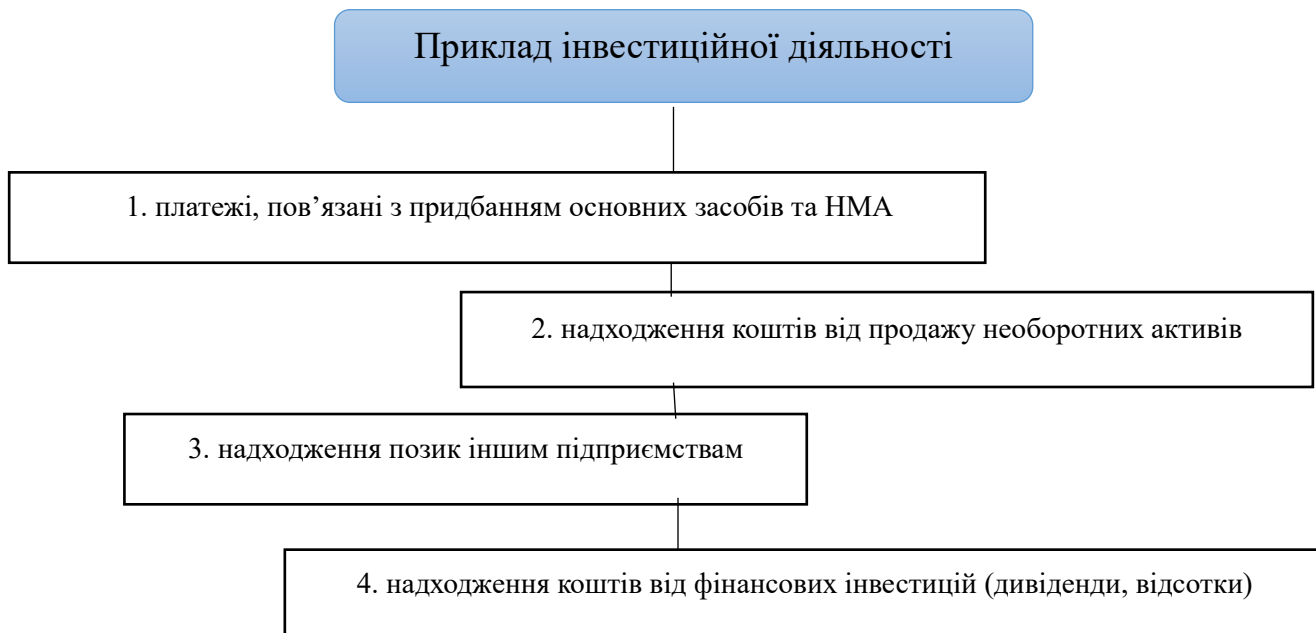 Приклад інвестиційної діяльності
1. платежі, пов’язані з придбанням основних засобів та НМА
2. надходження коштів від продажу необоротних активів
3. надходження позик іншим підприємствам
4. надходження коштів від фінансових інвестицій (дивіденди, відсотки)